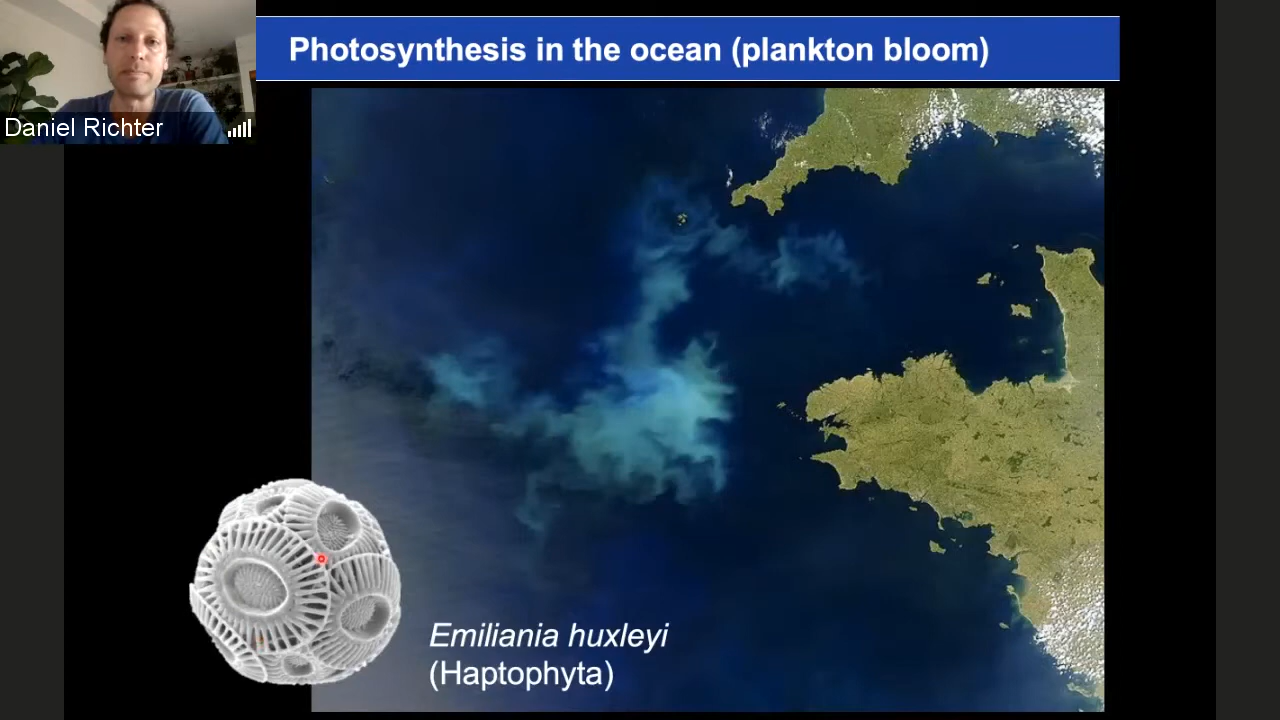 Photosynthesis in the ocean (plankton bloom)
Daniel Richter
Emiliania huxleyi
(Haptophyta)